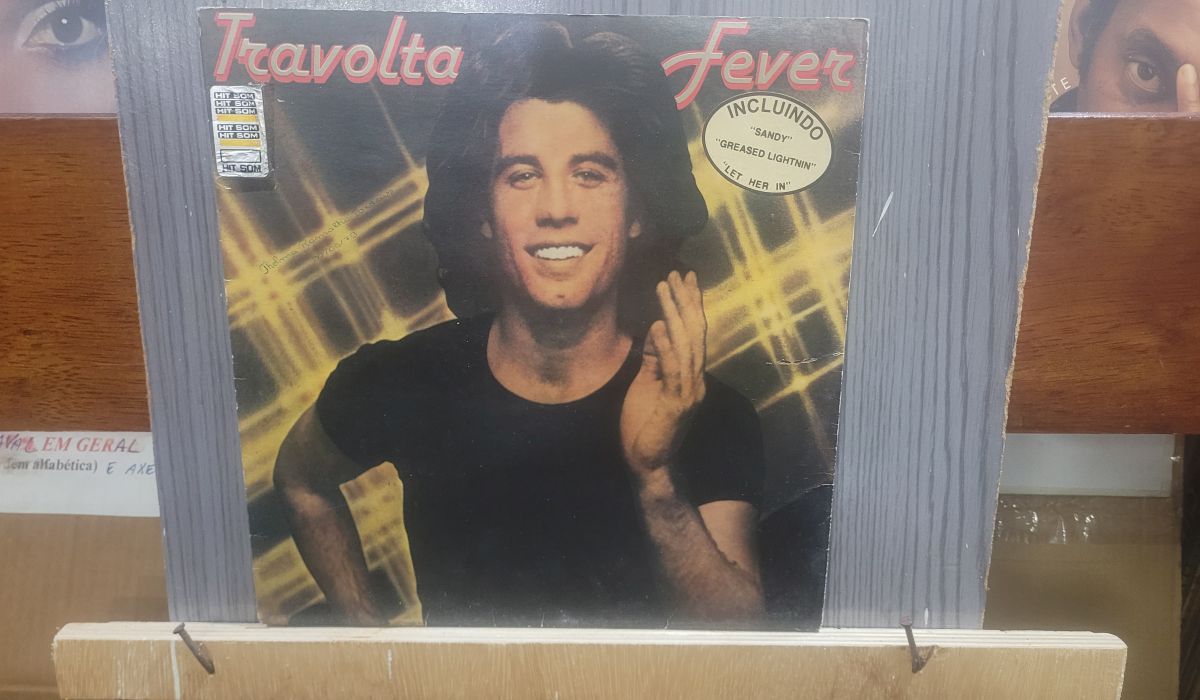 Travolta Fever
HIT SOM
HIT SOM
HIT SOM
HIT SOM
HIT SOM
HIT SOM
INCLUINDO
"SANDY"
"GREASED LIGHTNIN"
"LET HER IN"
TE
EM GERAL
alfabética) E AXE